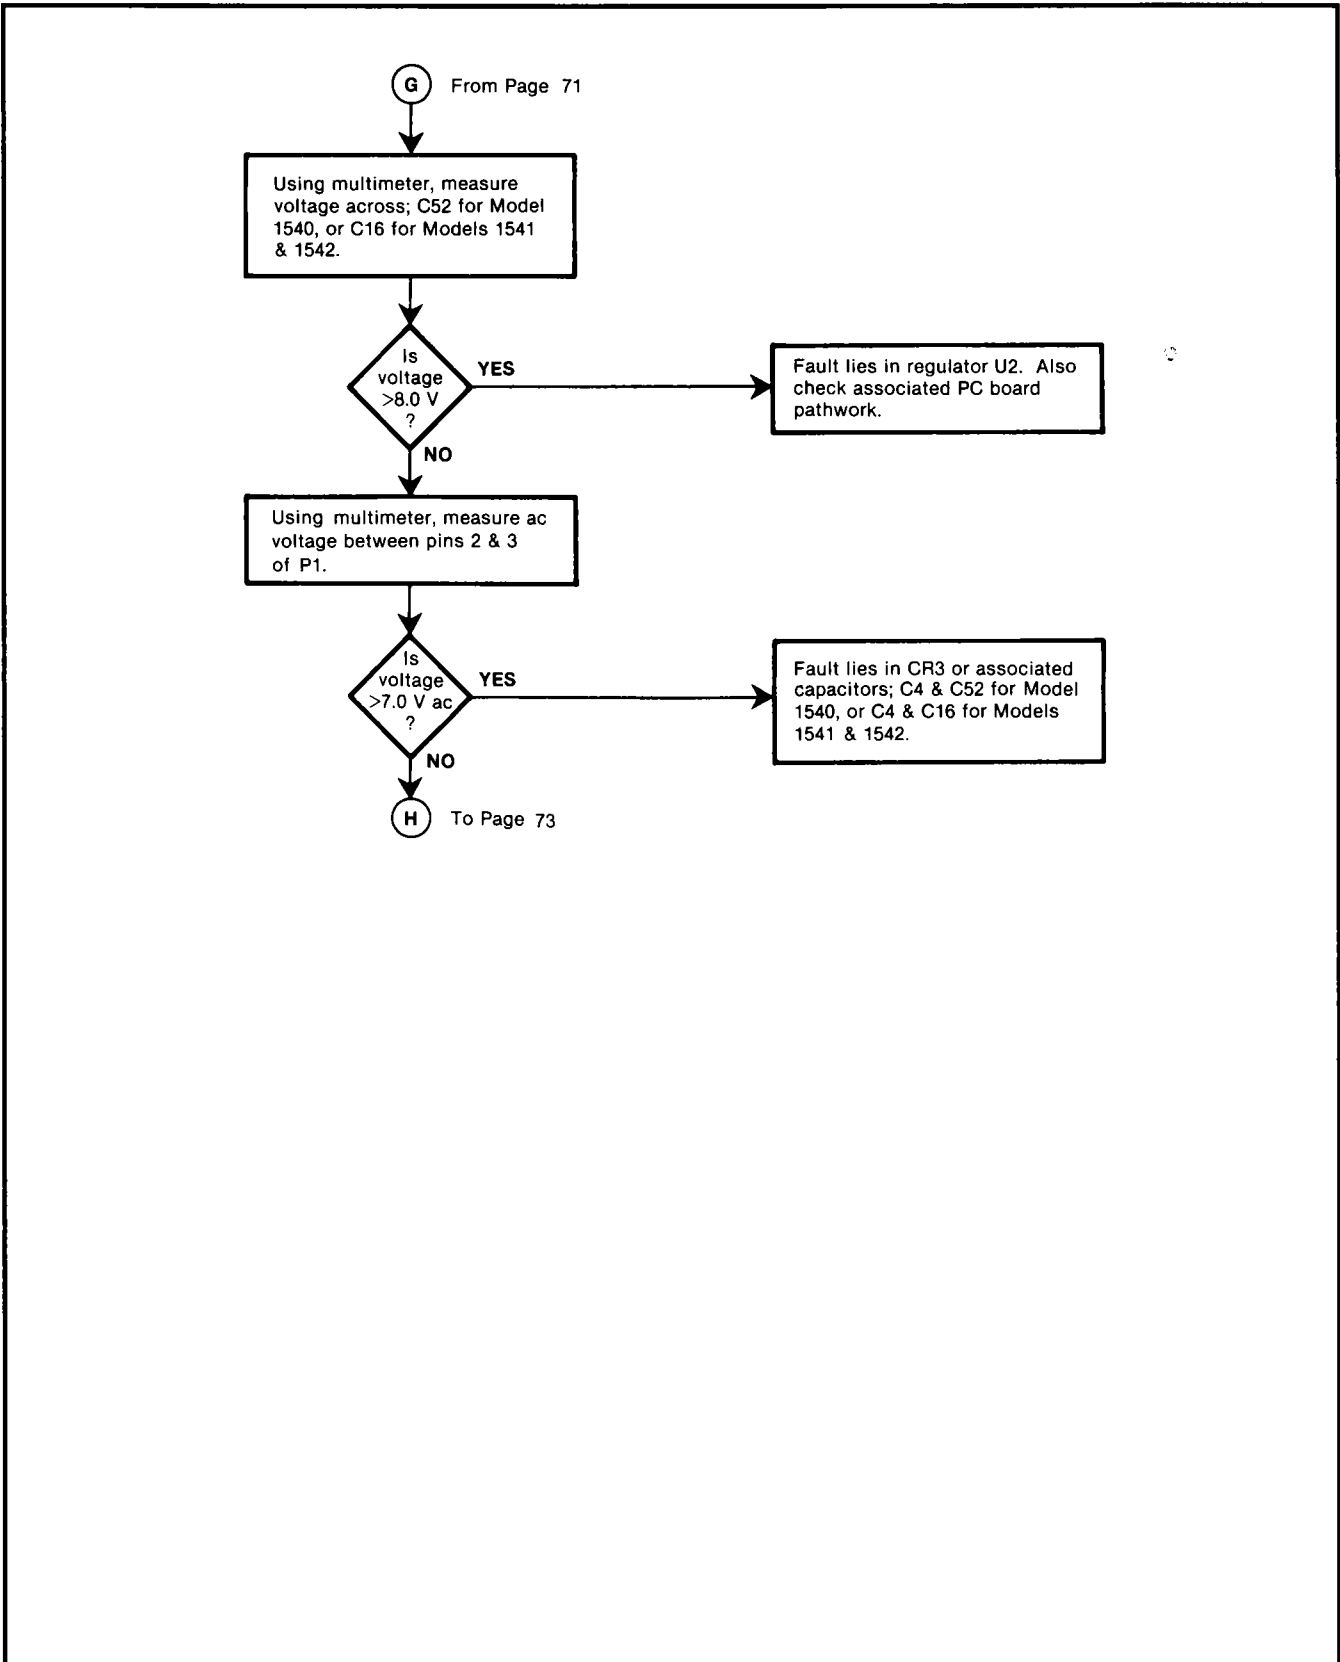 G From Page 71
Using multimeter, measure
voltage across; C52 for Model
1540, or C16 for Models 1541
& 1542.
Is
voltage
>8.0 V
?
YES
Fault lies in regulator U2. Also
check associated PC board
pathwork.
NO
Using multimeter, measure ac
voltage between pins 2 & 3
of P1.
Is
voltage
>7.0 V ac
?
YES
Fault lies in CR3 or associated
capacitors; C4 & C52 for Model
1540, or C4 & C16 for Models
1541 & 1542.
NO
H To Page 73